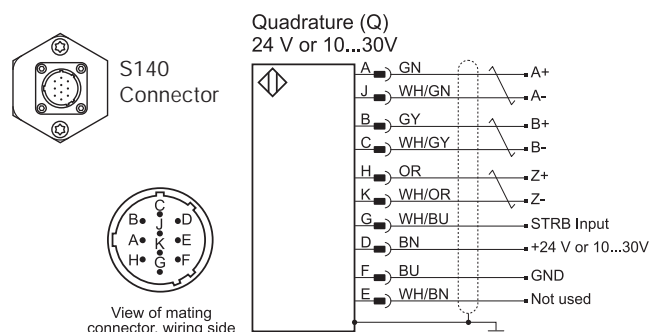 Quadrature (Q)
24 V or 10...30V
S140
Connector
A GN A+
J WH/GN A-
B GY B+
C WH/GY B-
H OR Z+
K WH/OR Z-
G WH/BU STRB Input
D BN +24 V or 10...30V
F BU GND
E WH/BN Not used
C
B D
J
A K E
H G F
View of mating
connector, wiring side